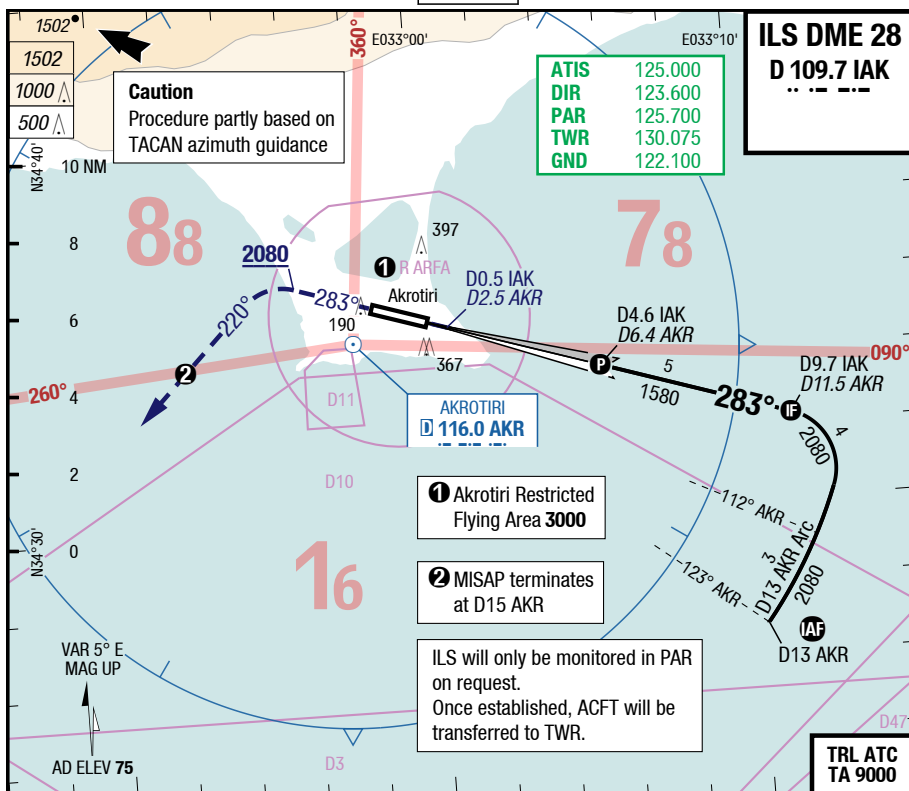 1502
1502
1000
500
360°
E033°00'
E033°10'
ILS DME 28
D 109.7 IAK
Caution
Procedure partly based on
TACAN azimuth guidance
ATIS 125.000
DIR 123.600
PAR 125.700
TWR 130.075
GND 122.100
N34°40'
10 NM
8
6
4
2
0
N34°30'
88
78
16
2080
397
1 R ARFA
Akrotiri
D0.5 IAK
D2.5 AKR
283°
220°
190
367
D4.6 IAK
D6.4 AKR
P
5
1580
090°
D9.7 IAK
D11.5 AKR
283°
IF
4
2080
260°
2
D11
AKROTIRI
D 116.0 AKR
D10
112° AKR
123° AKR
D13 AKR Arc
3
2080
IAF
D13 AKR
1 Akrotiri Restricted
Flying Area 3000
2 MISAP terminates
at D15 AKR
ILS will only be monitored in PAR
on request.
Once established, ACFT will be
transferred to TWR.
VAR 5° E
MAG UP
AD ELEV 75
D3
D47
TRL ATC
TA 9000